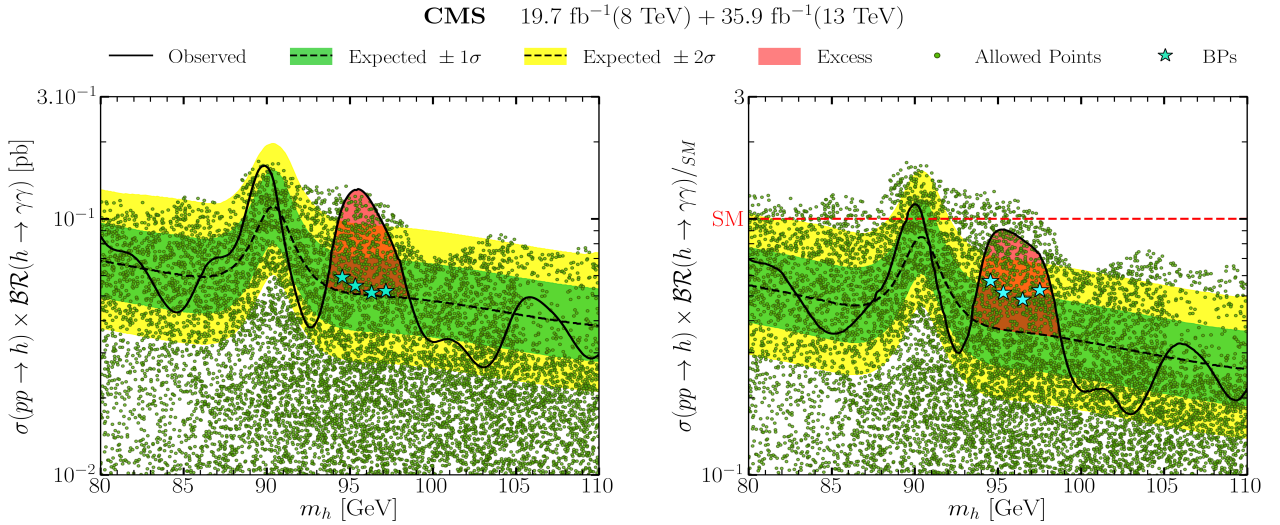 CMS 19.7 fb⁻¹(8 TeV) + 35.9 fb⁻¹(13 TeV)
Observed Expected ± 1σ Expected ± 2σ Excess Allowed Points BPs
σ(pp → h) × BR(h → γγ) [pb]
3.10⁻¹
10⁻¹
10⁻²
80 85 90 95 100 105 110
m_h [GeV]
σ(pp → h) × BR(h → γγ)/SM
3
SM
10⁻¹
80 85 90 95 100 105 110
m_h [GeV]